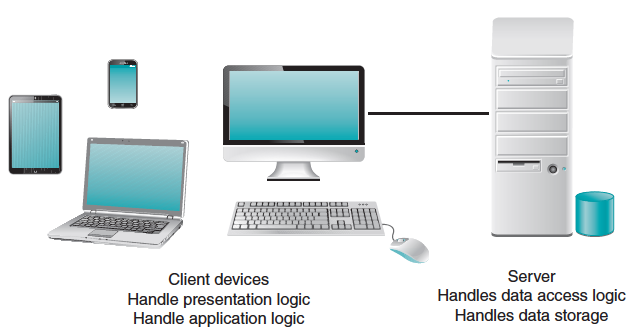 Client devices
Handle presentation logic
Handle application logic
Server
Handles data access logic
Handles data storage